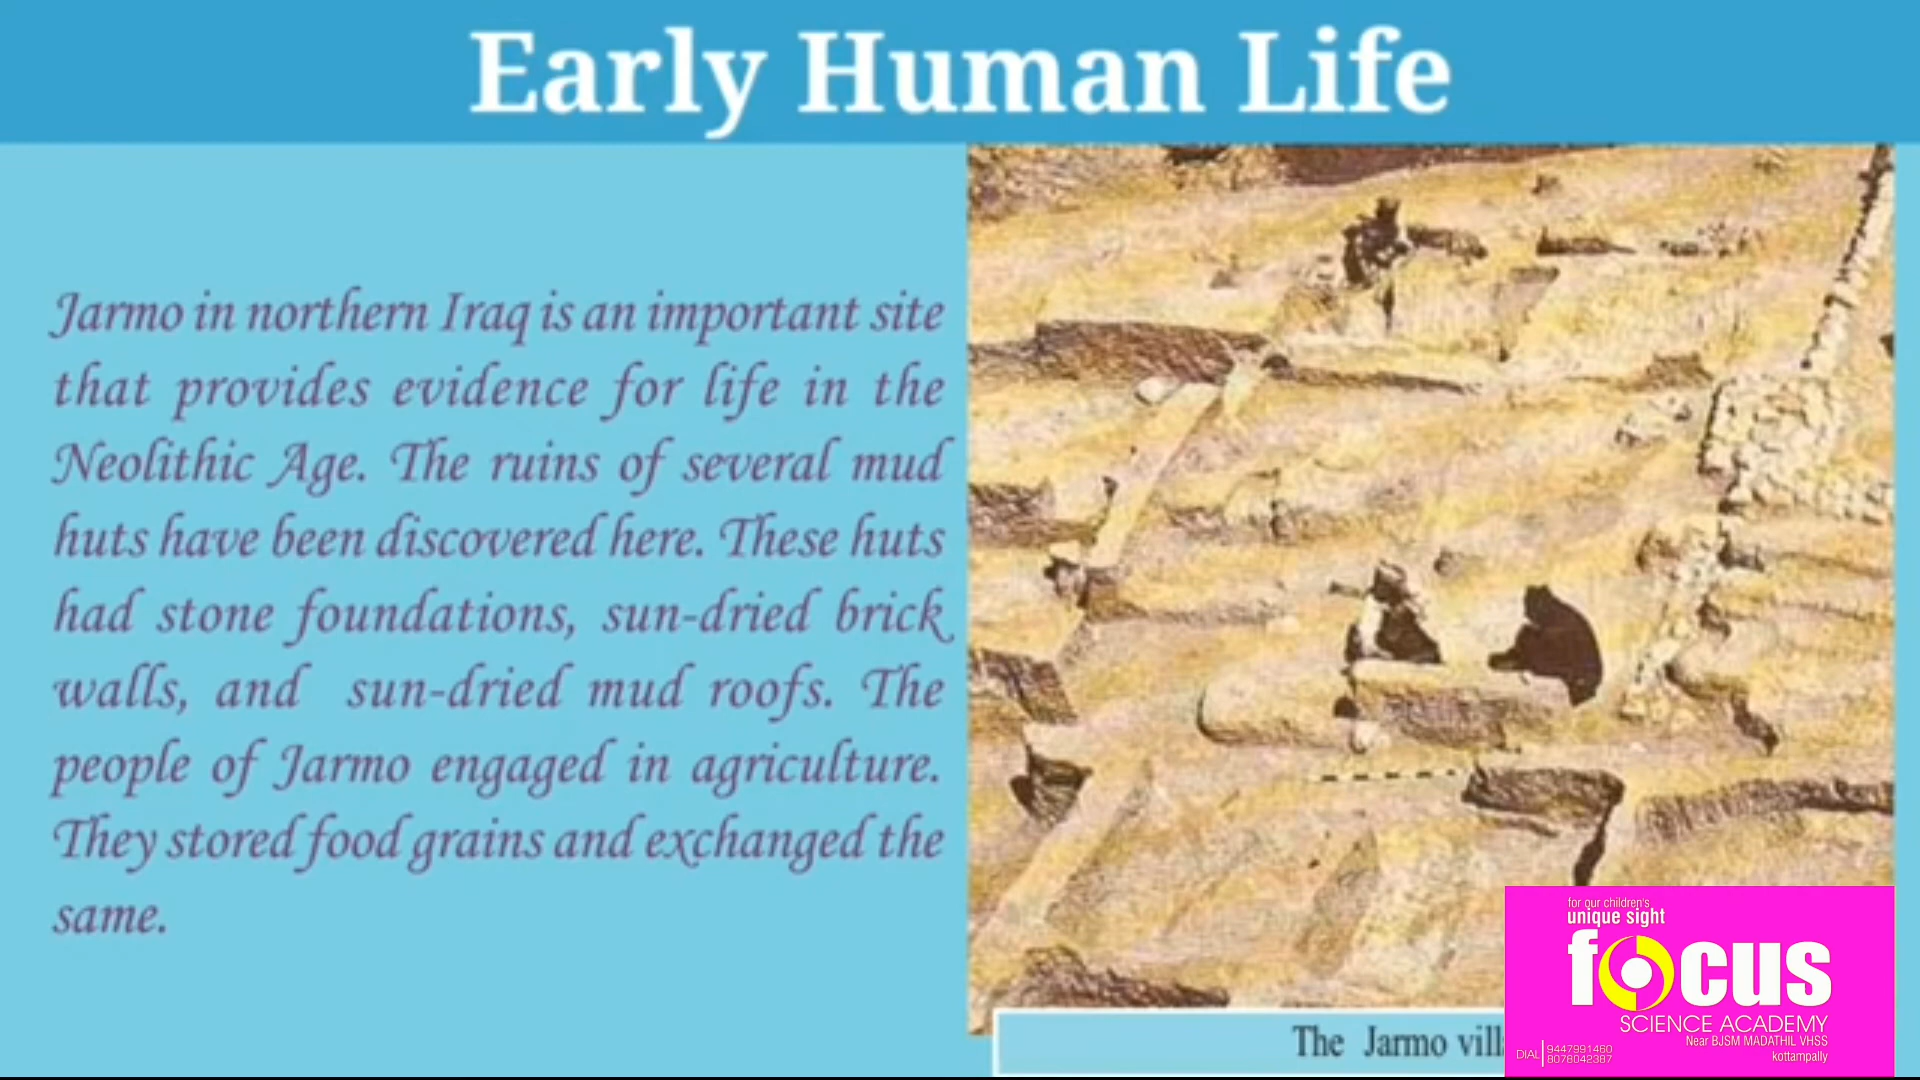 Early Human Life
Jarmo in northern Iraq is an important site
that provides evidence for life in the
Neolithic Age. The ruins of several mud
huts have been discovered here. These huts
had stone foundations, sun-dried brick
walls, and sun-dried mud roofs. The
people of Jarmo engaged in agriculture.
They stored food grains and exchanged the
same.
The Jarmo vill
for our children's
unique sight
focus
SCIENCE ACADEMY
Near BJSM MADATHIL VHSS
kottampally
DIAL
9447991460
8078042387